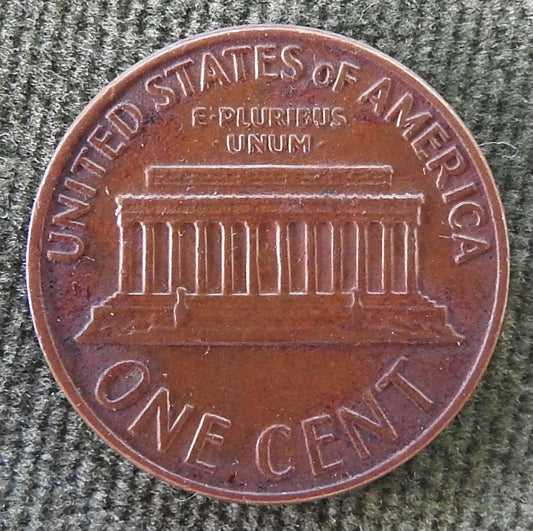 UNITED STATES OF AMERICA
E·PLURIBUS
·UNUM·
ONE CENT